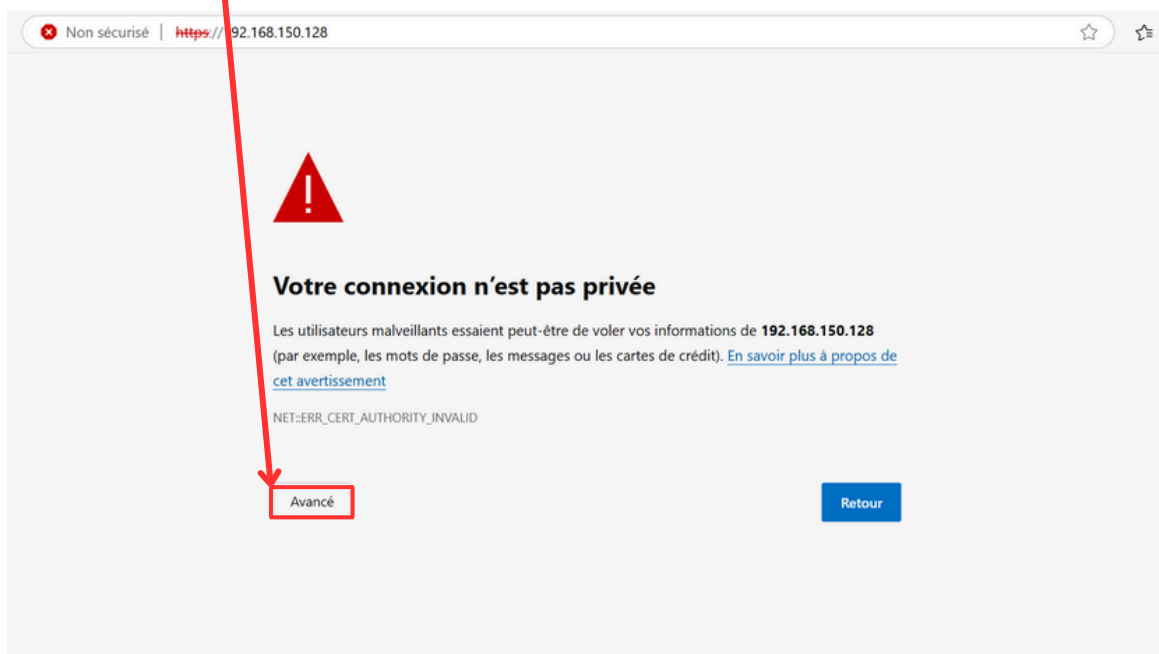 Non sécurisé | https://192.168.150.128
Votre connexion n’est pas privée
Les utilisateurs malveillants essaient peut-être de voler vos informations de 192.168.150.128
(par exemple, les mots de passe, les messages ou les cartes de crédit). En savoir plus à propos de
cet avertissement
NET::ERR_CERT_AUTHORITY_INVALID
Avancé
Retour